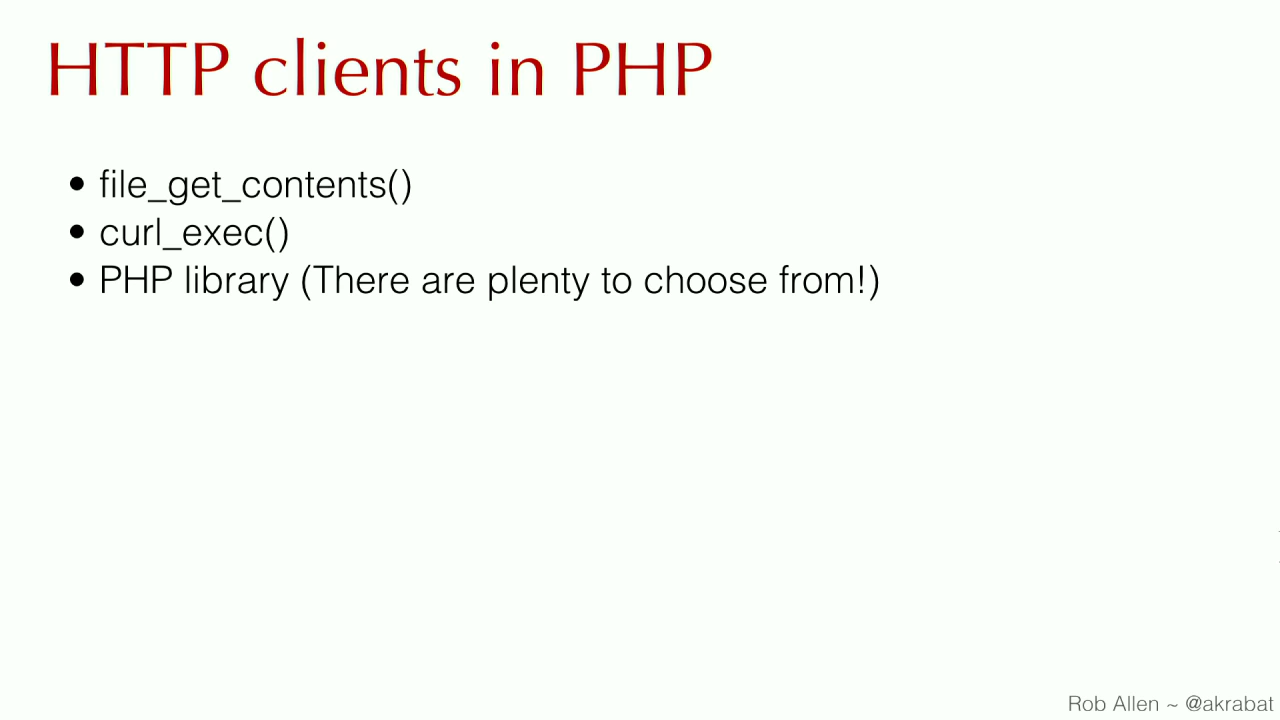 HTTP clients in PHP
• file_get_contents()
• curl_exec()
• PHP library (There are plenty to choose from!)
Rob Allen ~ @akrabat